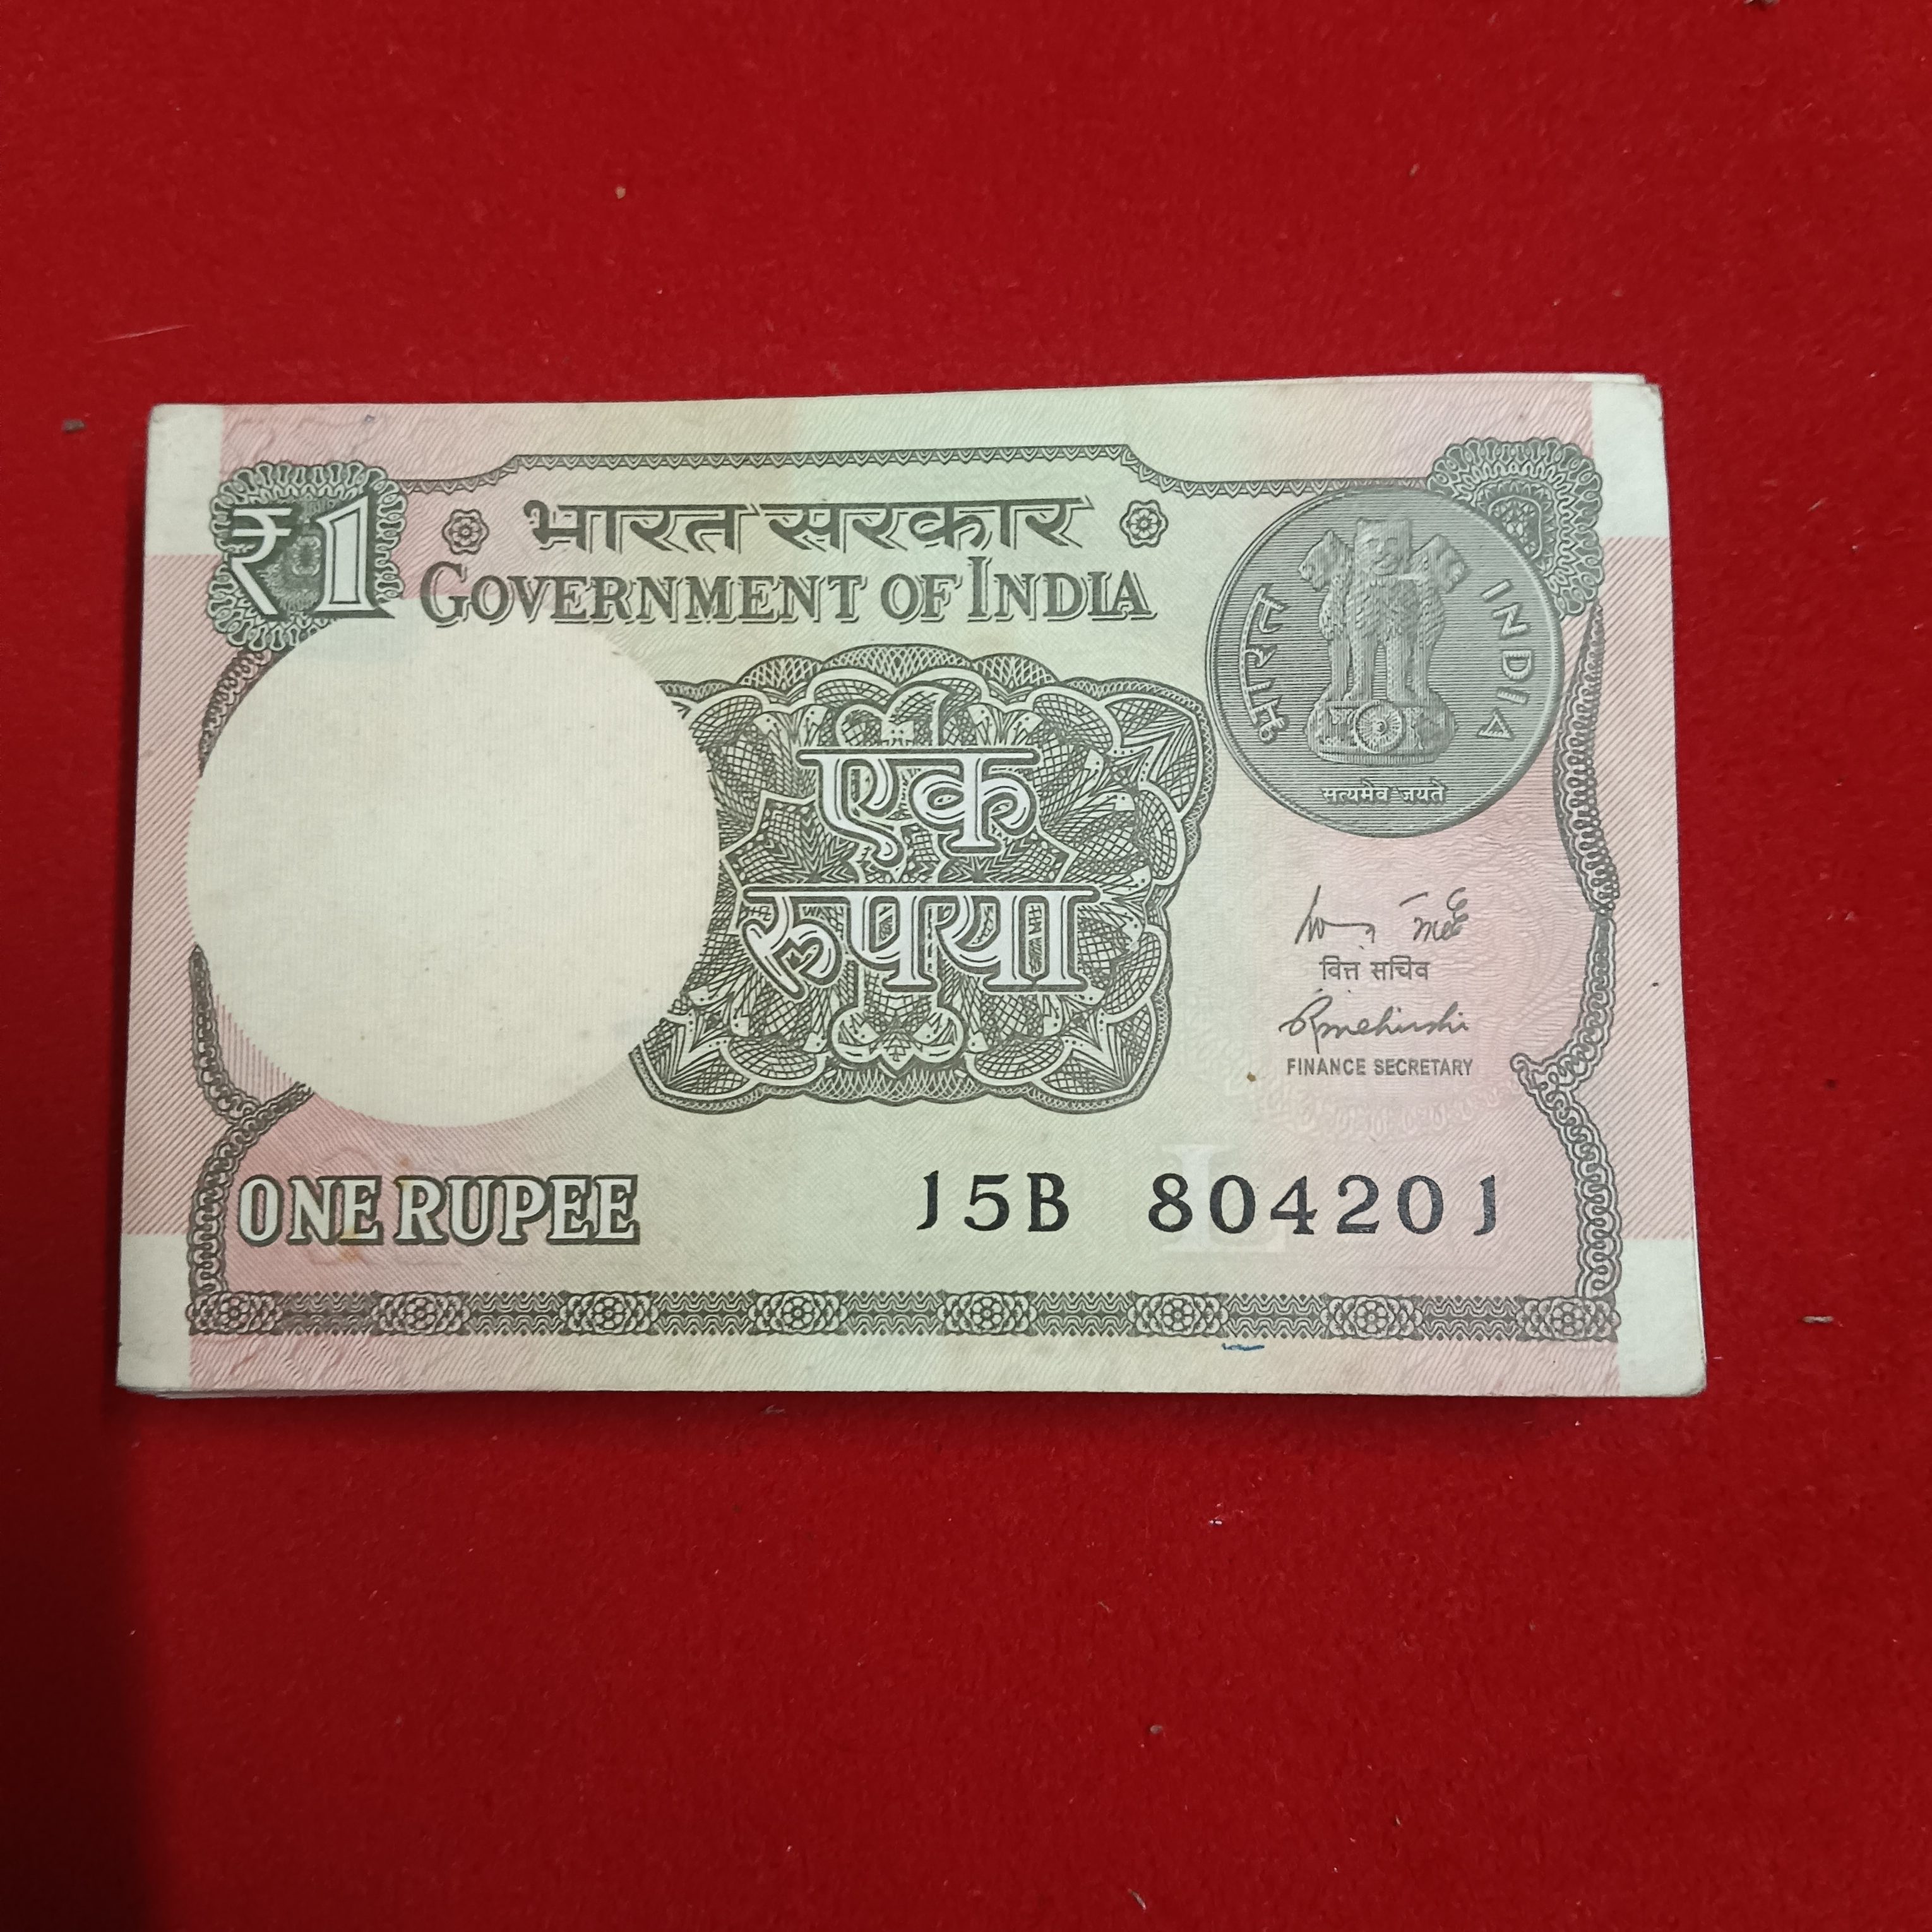 ₹1
भारत सरकार
GOVERNMENT OF INDIA
भारत
INDIA
सत्यमेव जयते
एक
रुपया
वित्त सचिव
FINANCE SECRETARY
ONE RUPEE
L
15B 804201